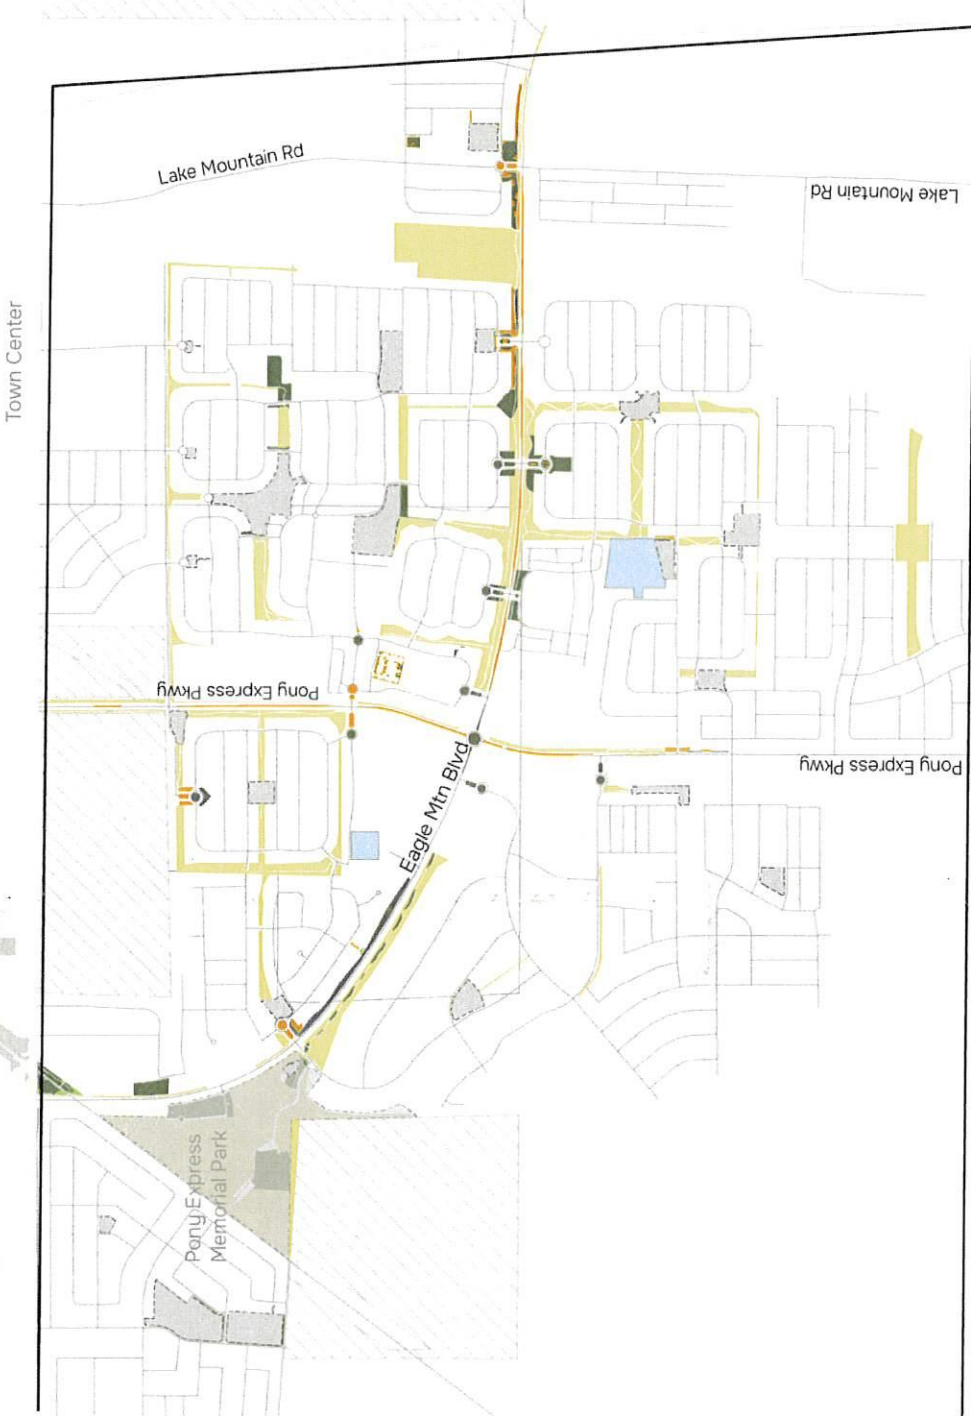 Lake Mountain Rd
Lake Mountain Rd
Town Center
Pony Express Pkwy
Eagle Mtn Blvd
Pony Express Pkwy
Pony Express
Memorial Park